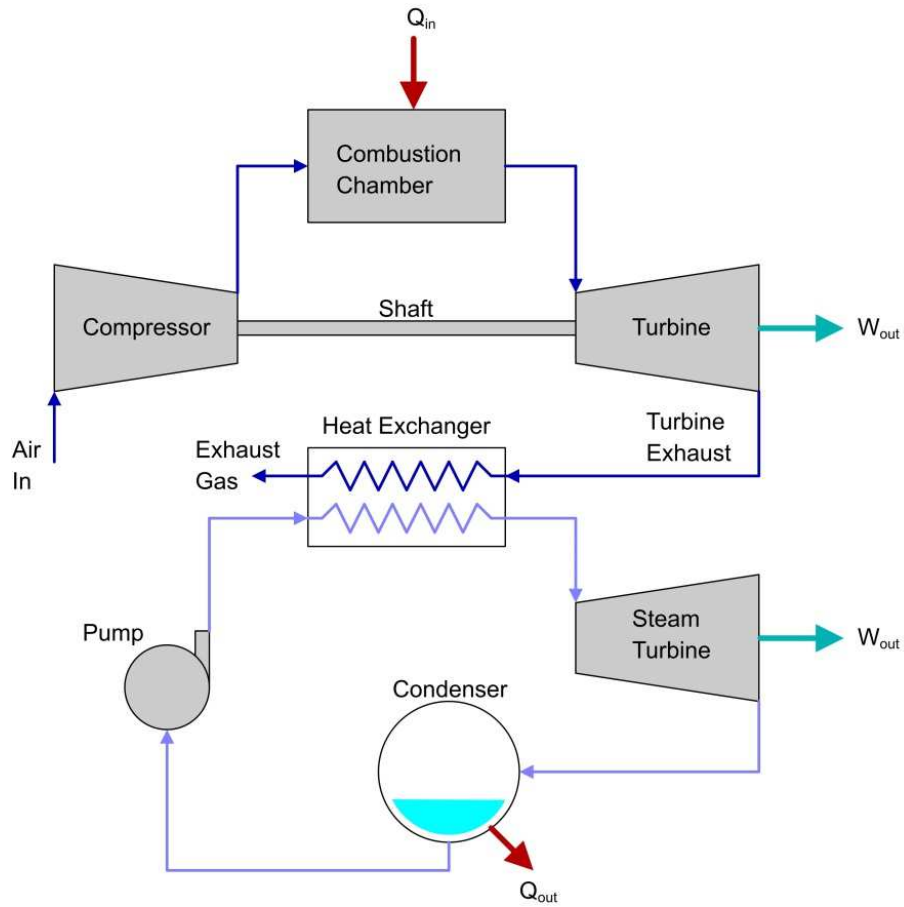 Qin
Combustion
Chamber
Shaft
Compressor
Turbine
Wout
Air
In
Exhaust
Gas
Heat Exchanger
Turbine
Exhaust
Pump
Steam
Turbine
Wout
Condenser
Qout